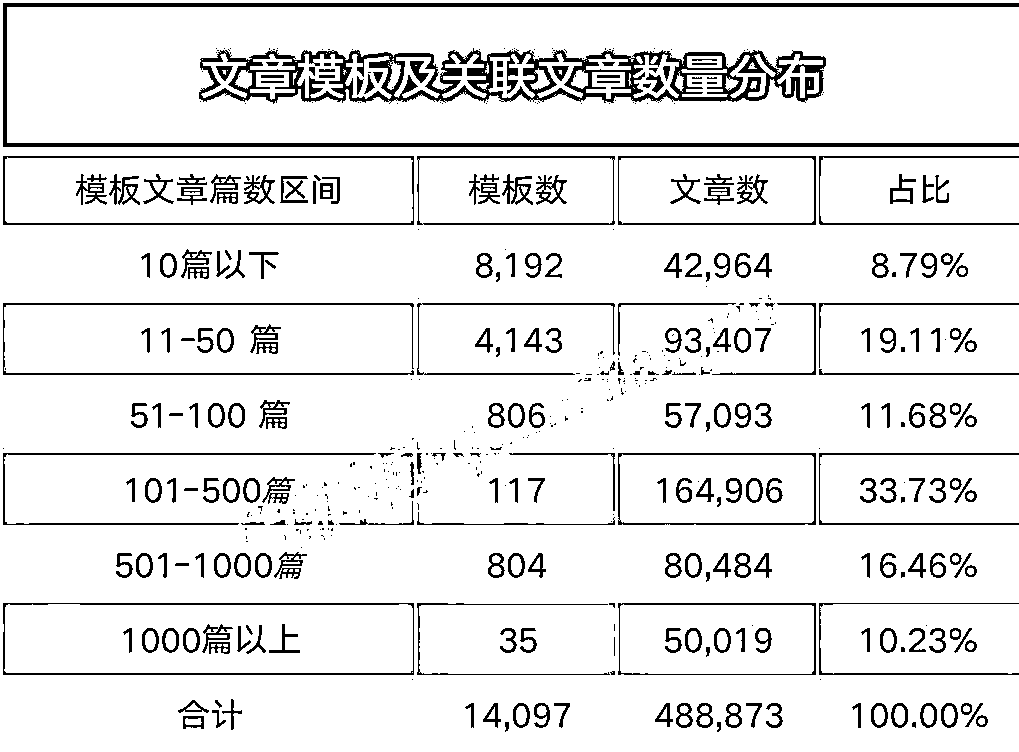 文章模板及关联文章数量分布
模板文章篇数区间 模板数 文章数 占比
10篇以下 8,192 42,964 8.79%
11-50 篇 4,143 93,407 19.11%
51-100 篇 806 57,093 11.68%
101-500篇 117 164,906 33.73%
501-1000篇 804 80,484 16.46%
1000篇以上 35 50,019 10.23%
合计 14,097 488,873 100.00%